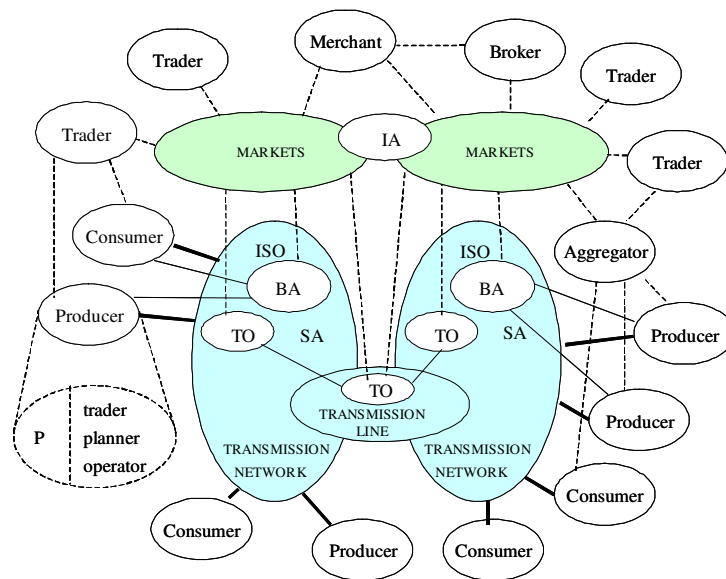 Merchant
Trader
Broker
Trader
Trader
IA
MARKETS
MARKETS
Trader
Consumer
ISO
ISO
Aggregator
BA
BA
Producer
TO
SA
TO
SA
Producer
TO
TRANSMISSION
LINE
P
trader
planner
operator
Producer
TRANSMISSION
NETWORK
TRANSMISSION
NETWORK
Consumer
Consumer
Producer
Consumer